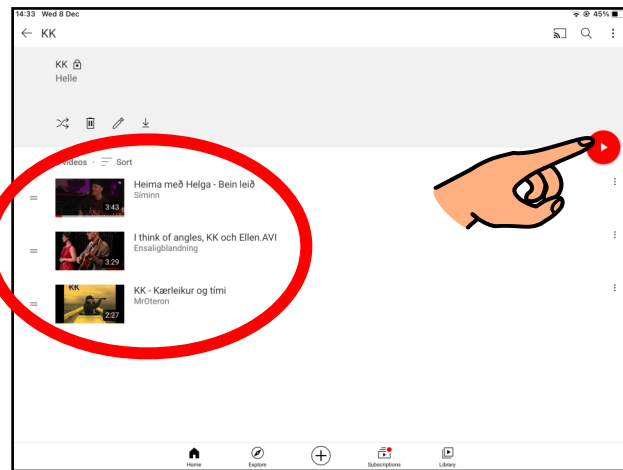 14:33 Wed 8 Dec
45%
KK
KK
Helle
videos · Sort
Heima með Helga - Bein leið
Síminn
3:43
I think of angles, KK och Ellen.AVI
Ensaligblandning
3:29
KK - Kærleikur og tími
MrOteron
KK
2:27
Home
Explore
Subscriptions
Library